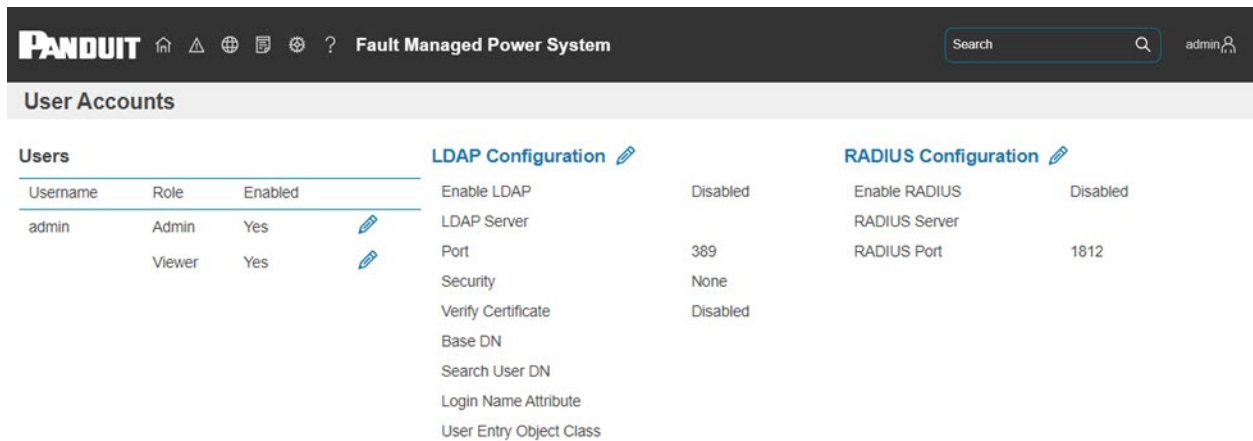 PANDUIT ? Fault Managed Power System Search admin
User Accounts
Users
Username Role Enabled
admin Admin Yes
Viewer Yes
LDAP Configuration
Enable LDAP Disabled
LDAP Server
Port 389
Security None
Verify Certificate Disabled
Base DN
Search User DN
Login Name Attribute
User Entry Object Class
RADIUS Configuration
Enable RADIUS Disabled
RADIUS Server
RADIUS Port 1812